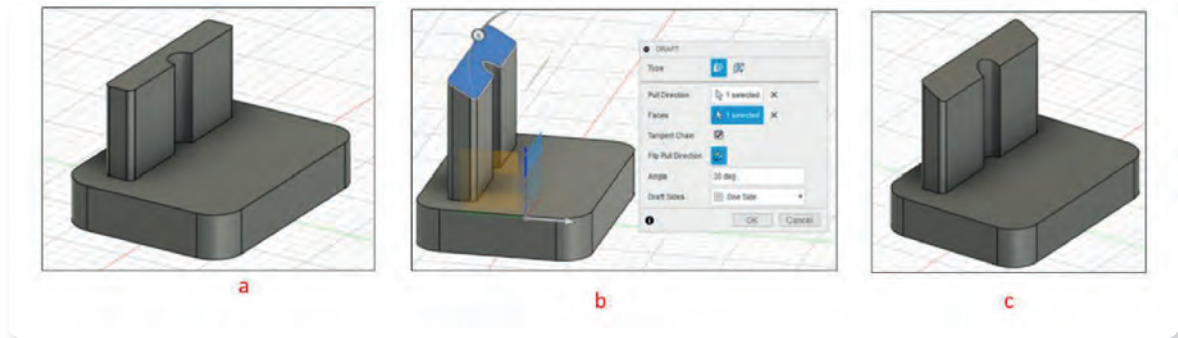 DRAFT
Type
Pull Direction 1 selected
Faces 1 selected
Tangent Chain
Flip Pull Direction
Angle 30 deg
Draft Sides One Side
OK Cancel
a b c